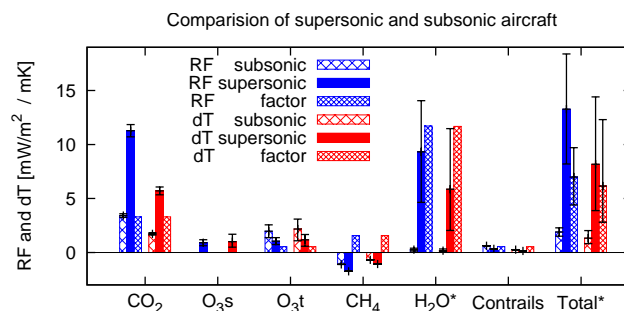 Comparision of supersonic and subsonic aircraft
RF and dT [mW/m² / mK]
15
10
5
0
RF subsonic
RF supersonic
RF factor
dT subsonic
dT supersonic
dT factor
CO₂ O₃s O₃t CH₄ H₂O* Contrails Total*